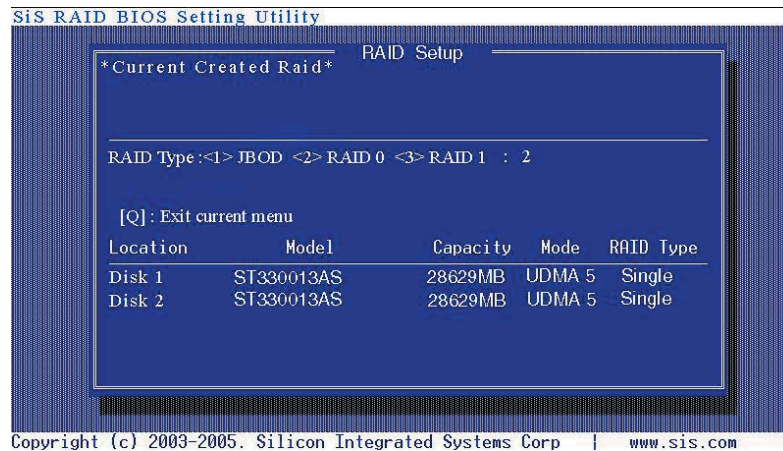 SiS RAID BIOS Setting Utility
RAID Setup
*Current Created Raid*
RAID Type :<1> JBOD <2> RAID 0 <3> RAID 1 : 2
[Q] : Exit current menu
Location Model Capacity Mode RAID Type
Disk 1 ST330013AS 28629MB UDMA 5 Single
Disk 2 ST330013AS 28629MB UDMA 5 Single
Copyright (c) 2003-2005. Silicon Integrated Systems Corp | www.sis.com